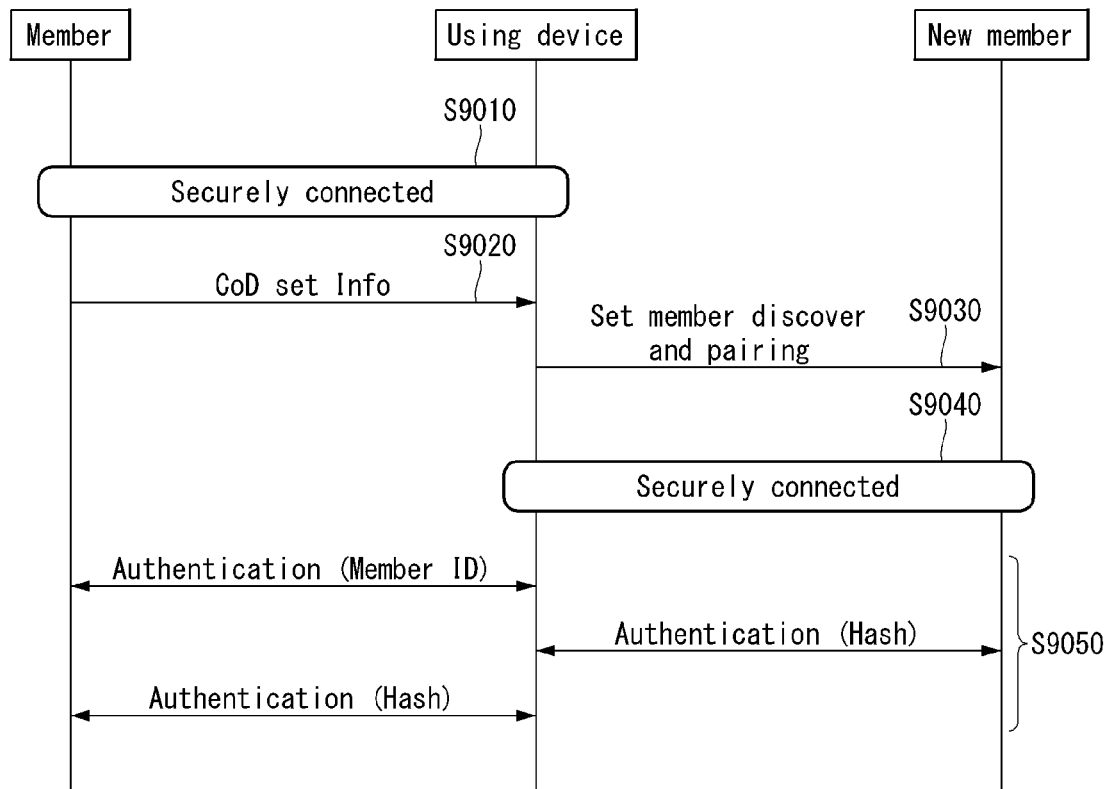 Member
Using device
New member
S9010
Securely connected
S9020
CoD set Info
Set member discover
and pairing
S9030
S9040
Securely connected
Authentication (Member ID)
Authentication (Hash)
S9050
Authentication (Hash)